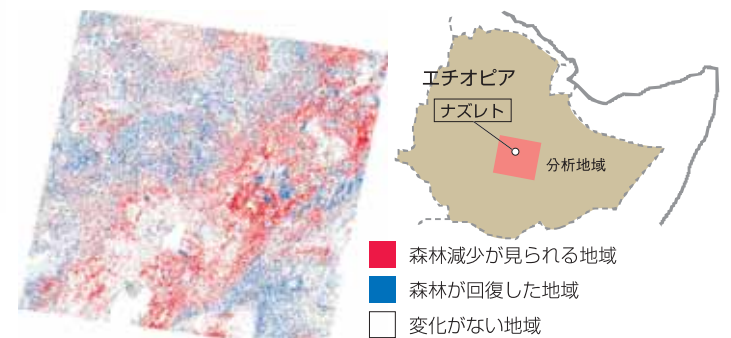 エチオピア
ナズレト
分析地域
森林減少が見られる地域
森林が回復した地域
変化がない地域